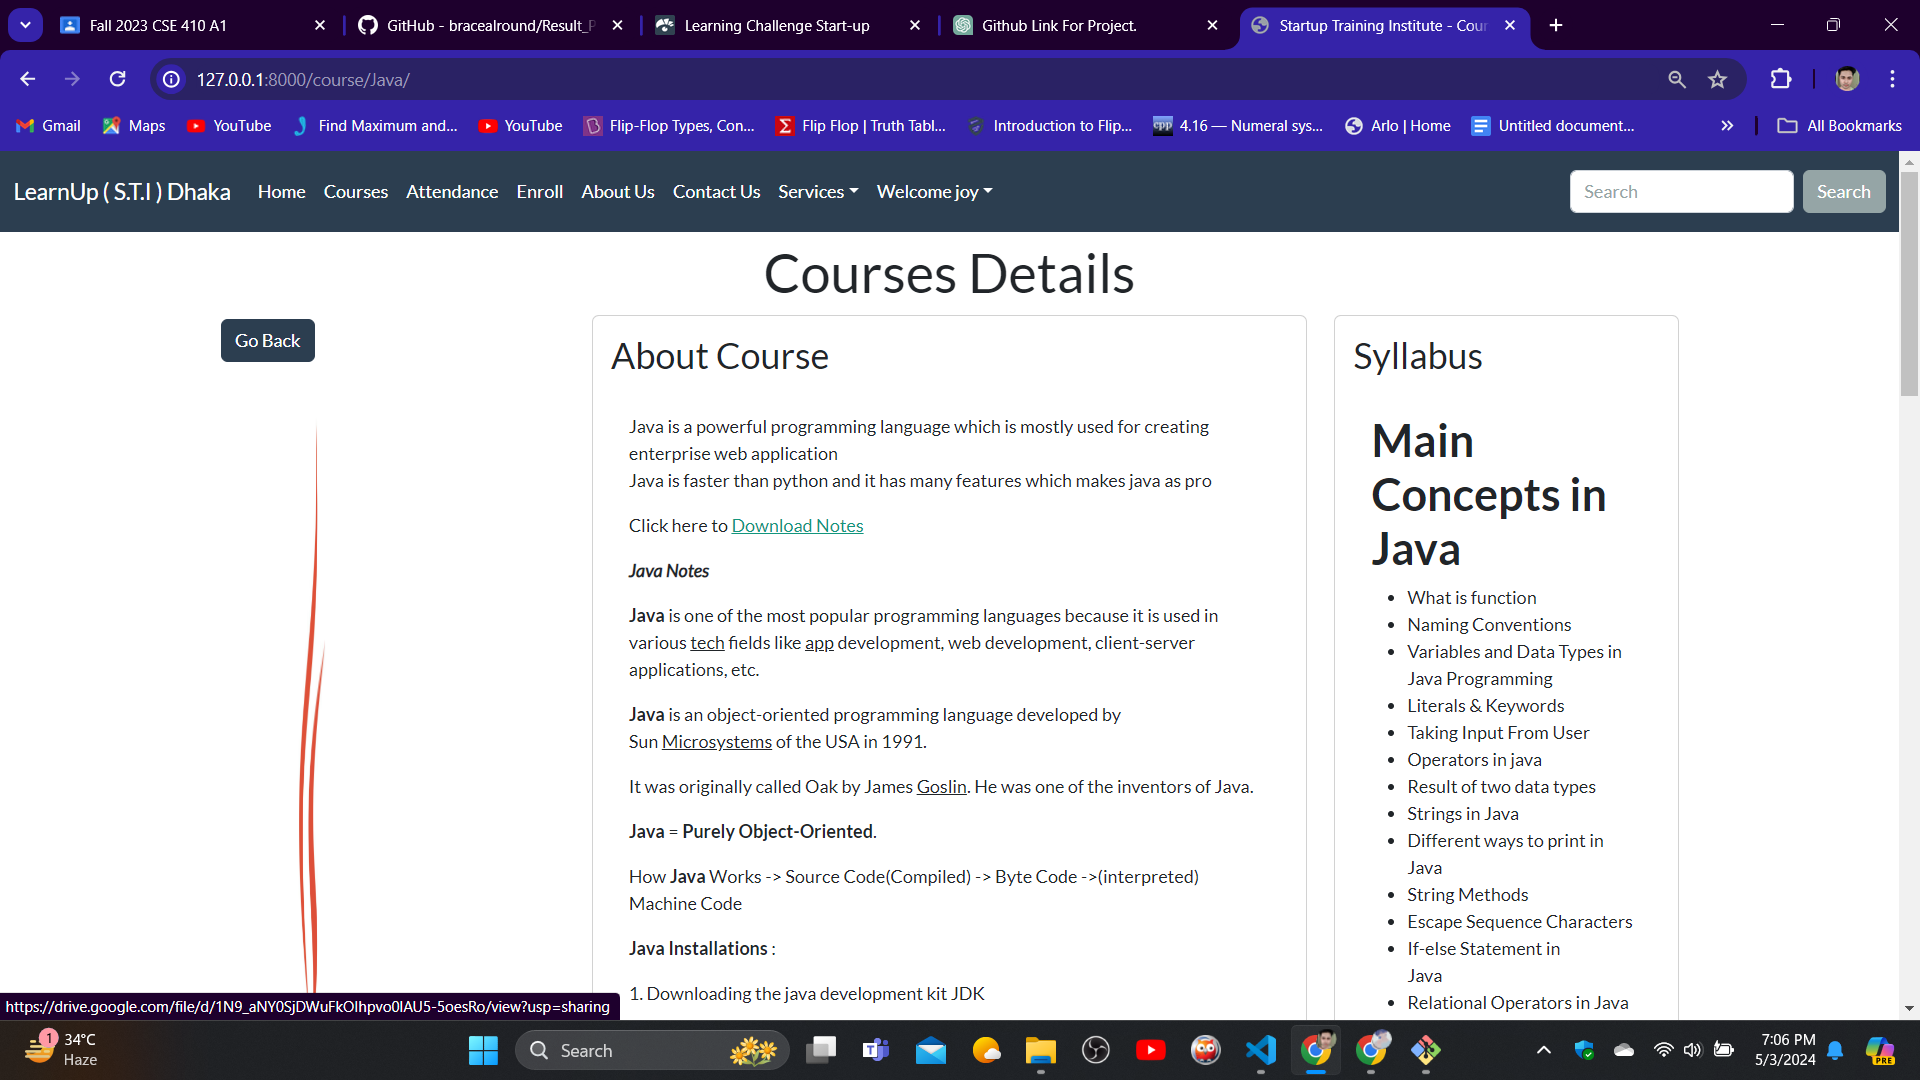 Fall 2023 CSE 410 A1
GitHub - bracealround/Result_P
Learning Challenge Start-up
Github Link For Project.
Startup Training Institute - Cour
127.0.0.1:8000/course/Java/
Gmail
Maps
YouTube
Find Maximum and...
YouTube
Flip-Flop Types, Con...
Flip Flop | Truth Tabl...
Introduction to Flip...
4.16 — Numeral sys...
Arlo | Home
Untitled document...
All Bookmarks
LearnUp ( S.T.I ) Dhaka
Home
Courses
Attendance
Enroll
About Us
Contact Us
Services
Welcome joy
Search
Search
Courses Details
Go Back
About Course
Java is a powerful programming language which is mostly used for creating
enterprise web application
Java is faster than python and it has many features which makes java as pro
Click here to Download Notes
Java Notes
Java is one of the most popular programming languages because it is used in
various tech fields like app development, web development, client-server
applications, etc.
Java is an object-oriented programming language developed by
Sun Microsystems of the USA in 1991.
It was originally called Oak by James Goslin. He was one of the inventors of Java.
Java = Purely Object-Oriented.
How Java Works -> Source Code(Compiled) -> Byte Code ->(interpreted)
Machine Code
Java Installations :
1. Downloading the java development kit JDK
Syllabus
Main
Concepts in
Java
• What is function
• Naming Conventions
• Variables and Data Types in
Java Programming
• Literals & Keywords
• Taking Input From User
• Operators in java
• Result of two data types
• Strings in Java
• Different ways to print in
Java
• String Methods
• Escape Sequence Characters
• If-else Statement in
Java
• Relational Operators in Java
https://drive.google.com/file/d/1N9_aNY0SjDWuFkOIhpvo0IAU5-5oesRo/view?usp=sharing
1
34°C
Haze
Search
7:06 PM
5/3/2024
PRE